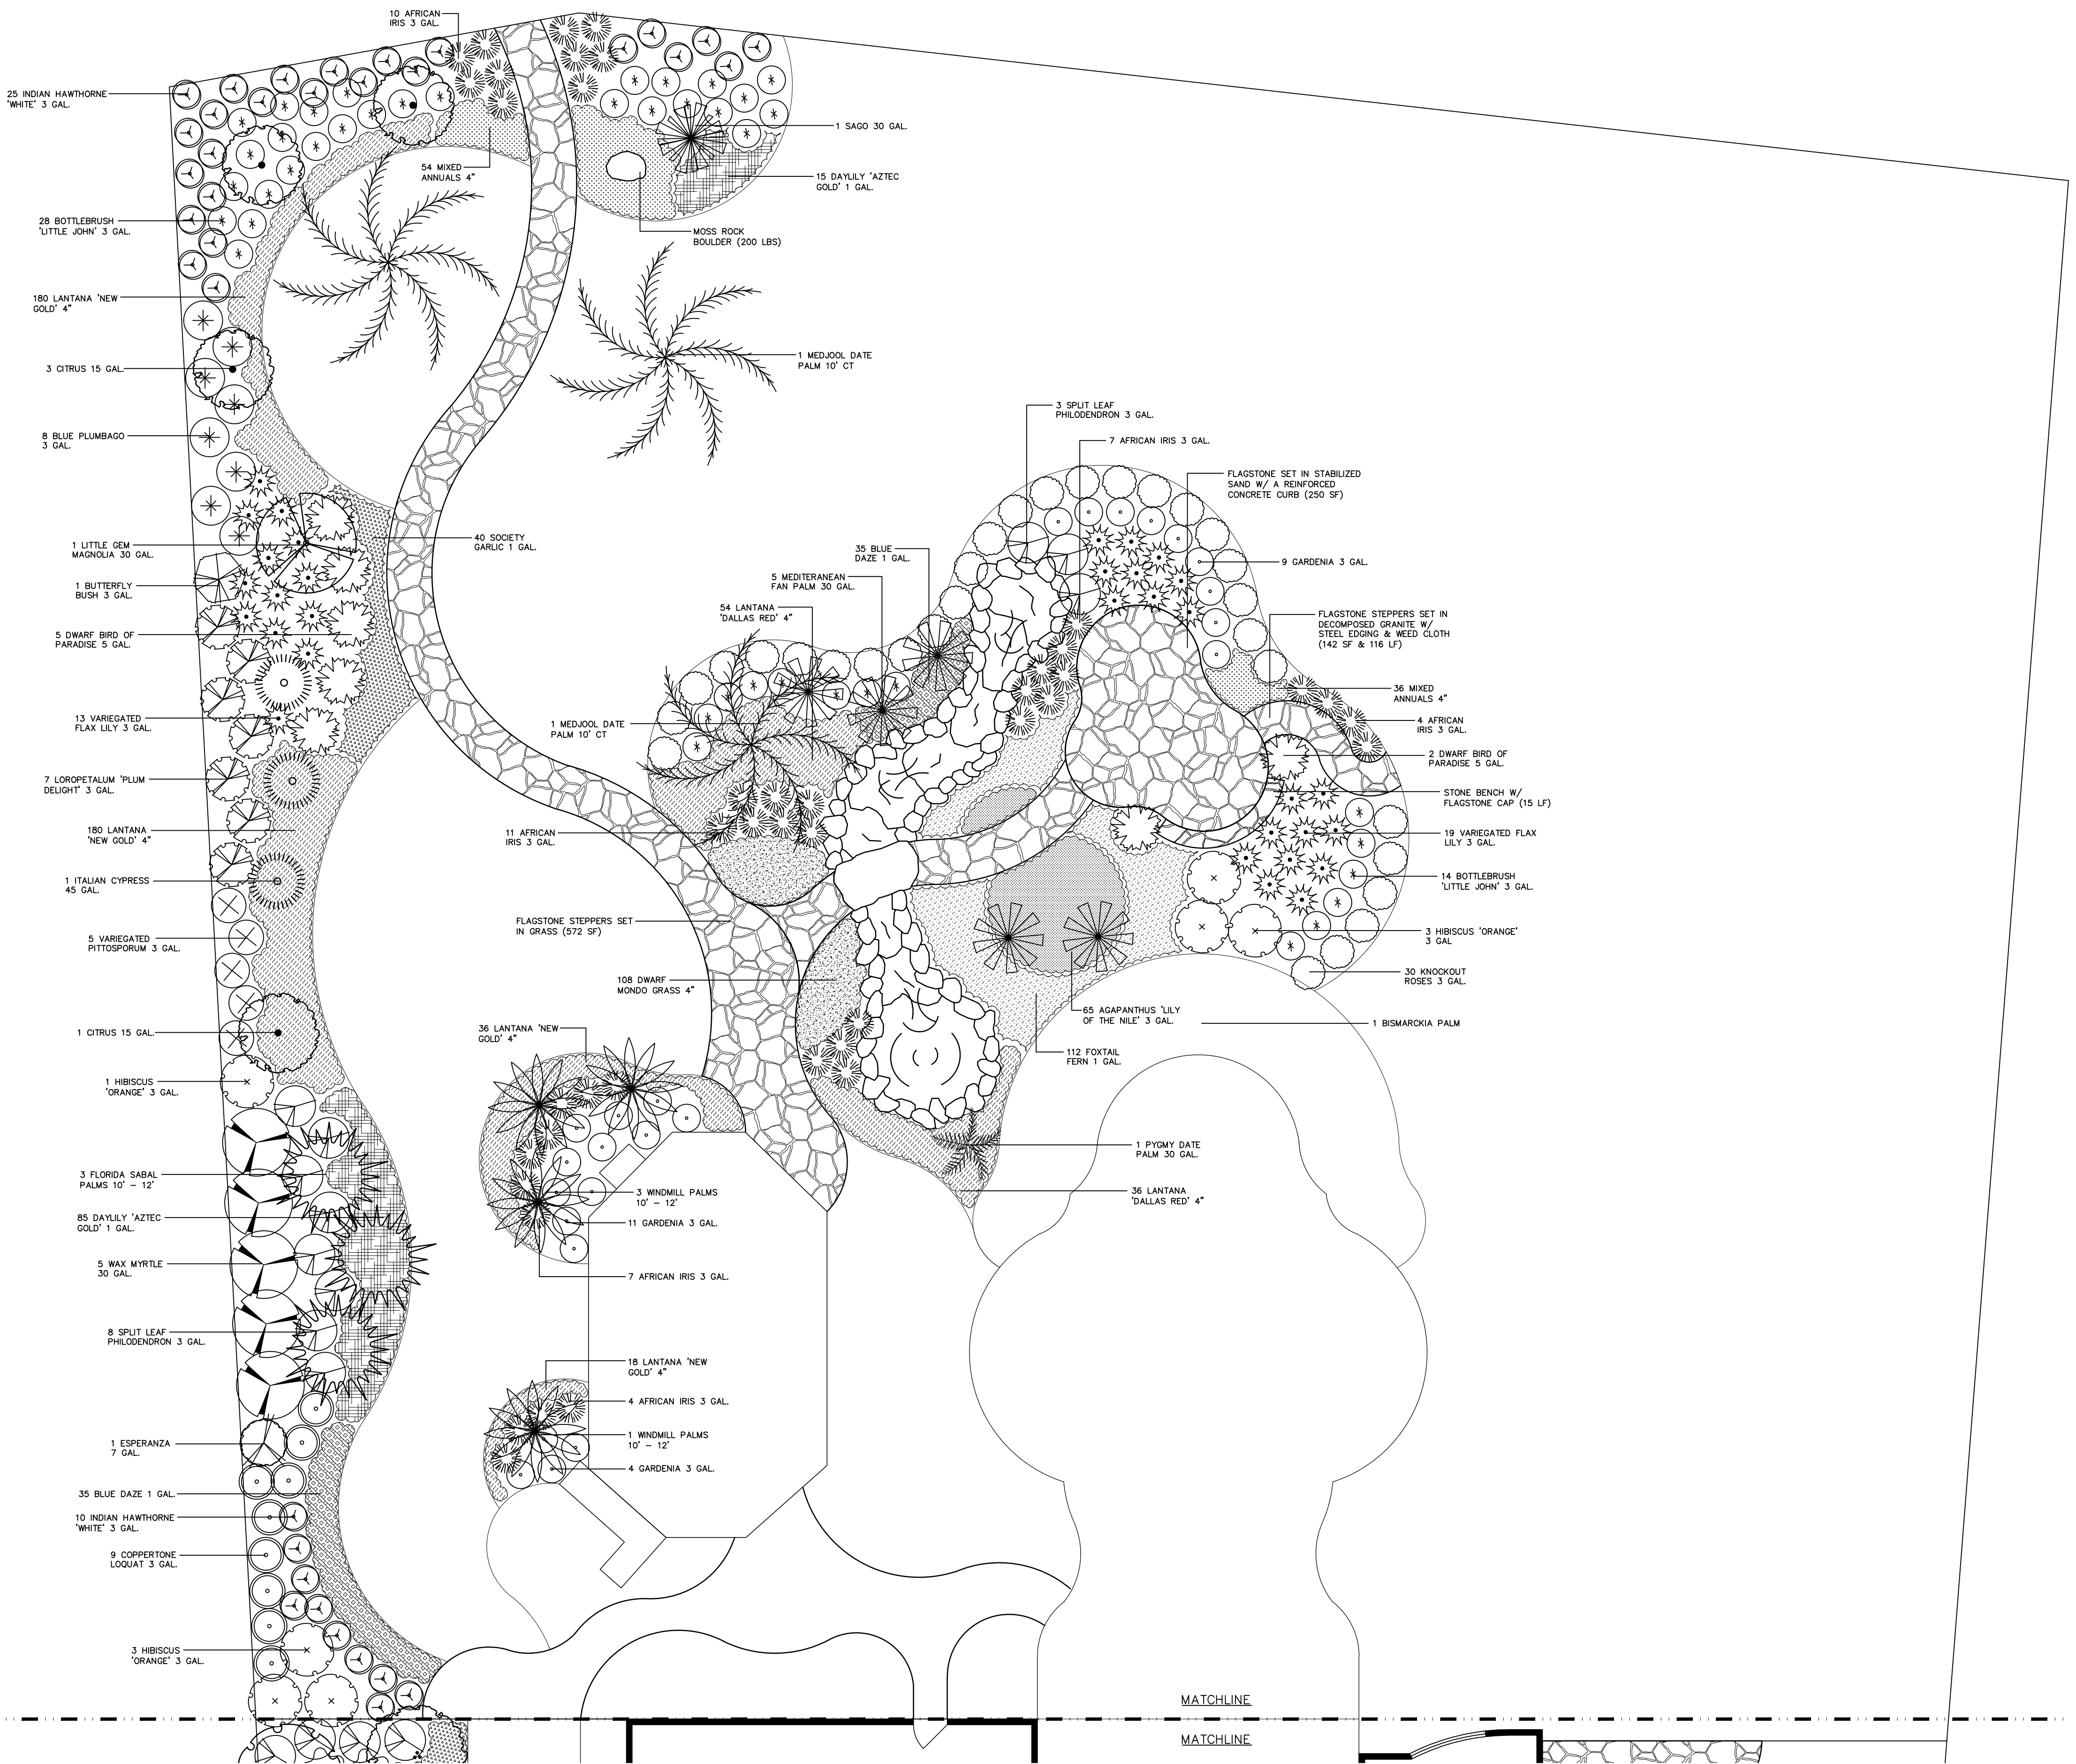 10 AFRICAN
IRIS 3 GAL.
25 INDIAN HAWTHORNE
'WHITE' 3 GAL.
1 SAGO 30 GAL.
54 MIXED
ANNUALS 4"
15 DAYLILY 'AZTEC
GOLD' 1 GAL.
28 BOTTLEBRUSH
'LITTLE JOHN' 3 GAL.
MOSS ROCK
BOULDER (200 LBS)
180 LANTANA 'NEW
GOLD' 4"
3 CITRUS 15 GAL.
1 MEDJOOL DATE
PALM 10' CT
8 BLUE PLUMBAGO
3 GAL.
3 SPLIT LEAF
PHILODENDRON 3 GAL.
7 AFRICAN IRIS 3 GAL.
FLAGSTONE SET IN STABILIZED
SAND W/ A REINFORCED
CONCRETE CURB (250 SF)
1 LITTLE GEM
MAGNOLIA 30 GAL.
40 SOCIETY
GARLIC 1 GAL.
35 BLUE
DAZE 1 GAL.
9 GARDENIA 3 GAL.
1 BUTTERFLY
BUSH 3 GAL.
5 MEDITERANEAN
FAN PALM 30 GAL.
54 LANTANA
'DALLAS RED' 4"
FLAGSTONE STEPPERS SET IN
DECOMPOSED GRANITE W/
STEEL EDGING & WEED CLOTH
(142 SF & 116 LF)
5 DWARF BIRD OF
PARADISE 5 GAL.
36 MIXED
ANNUALS 4"
13 VARIEGATED
FLAX LILY 3 GAL.
1 MEDJOOL DATE
PALM 10' CT
4 AFRICAN
IRIS 3 GAL.
2 DWARF BIRD OF
PARADISE 5 GAL.
7 LOROPETALUM 'PLUM
DELIGHT' 3 GAL.
STONE BENCH W/
FLAGSTONE CAP (15 LF)
180 LANTANA
'NEW GOLD' 4"
11 AFRICAN
IRIS 3 GAL.
19 VARIEGATED FLAX
LILY 3 GAL.
1 ITALIAN CYPRESS
45 GAL.
14 BOTTLEBRUSH
'LITTLE JOHN' 3 GAL.
FLAGSTONE STEPPERS SET
IN GRASS (572 SF)
5 VARIEGATED
PITTOSPORUM 3 GAL.
3 HIBISCUS 'ORANGE'
3 GAL
108 DWARF
MONDO GRASS 4"
30 KNOCKOUT
ROSES 3 GAL.
65 AGAPANTHUS 'LILY
OF THE NILE' 3 GAL.
1 BISMARCKIA PALM
1 CITRUS 15 GAL.
36 LANTANA 'NEW
GOLD' 4"
112 FOXTAIL
FERN 1 GAL.
1 HIBISCUS
'ORANGE' 3 GAL.
1 PYGMY DATE
PALM 30 GAL.
3 FLORIDA SABAL
PALMS 10' - 12'
3 WINDMILL PALMS
10' - 12'
36 LANTANA
'DALLAS RED' 4"
85 DAYLILY 'AZTEC
GOLD' 1 GAL.
11 GARDENIA 3 GAL.
5 WAX MYRTLE
30 GAL.
7 AFRICAN IRIS 3 GAL.
8 SPLIT LEAF
PHILODENDRON 3 GAL.
18 LANTANA 'NEW
GOLD' 4"
4 AFRICAN IRIS 3 GAL.
1 ESPERANZA
7 GAL.
1 WINDMILL PALMS
10' - 12'
4 GARDENIA 3 GAL.
35 BLUE DAZE 1 GAL.
10 INDIAN HAWTHORNE
'WHITE' 3 GAL.
9 COPPERTONE
LOQUAT 3 GAL.
3 HIBISCUS
'ORANGE' 3 GAL.
MATCHLINE
MATCHLINE